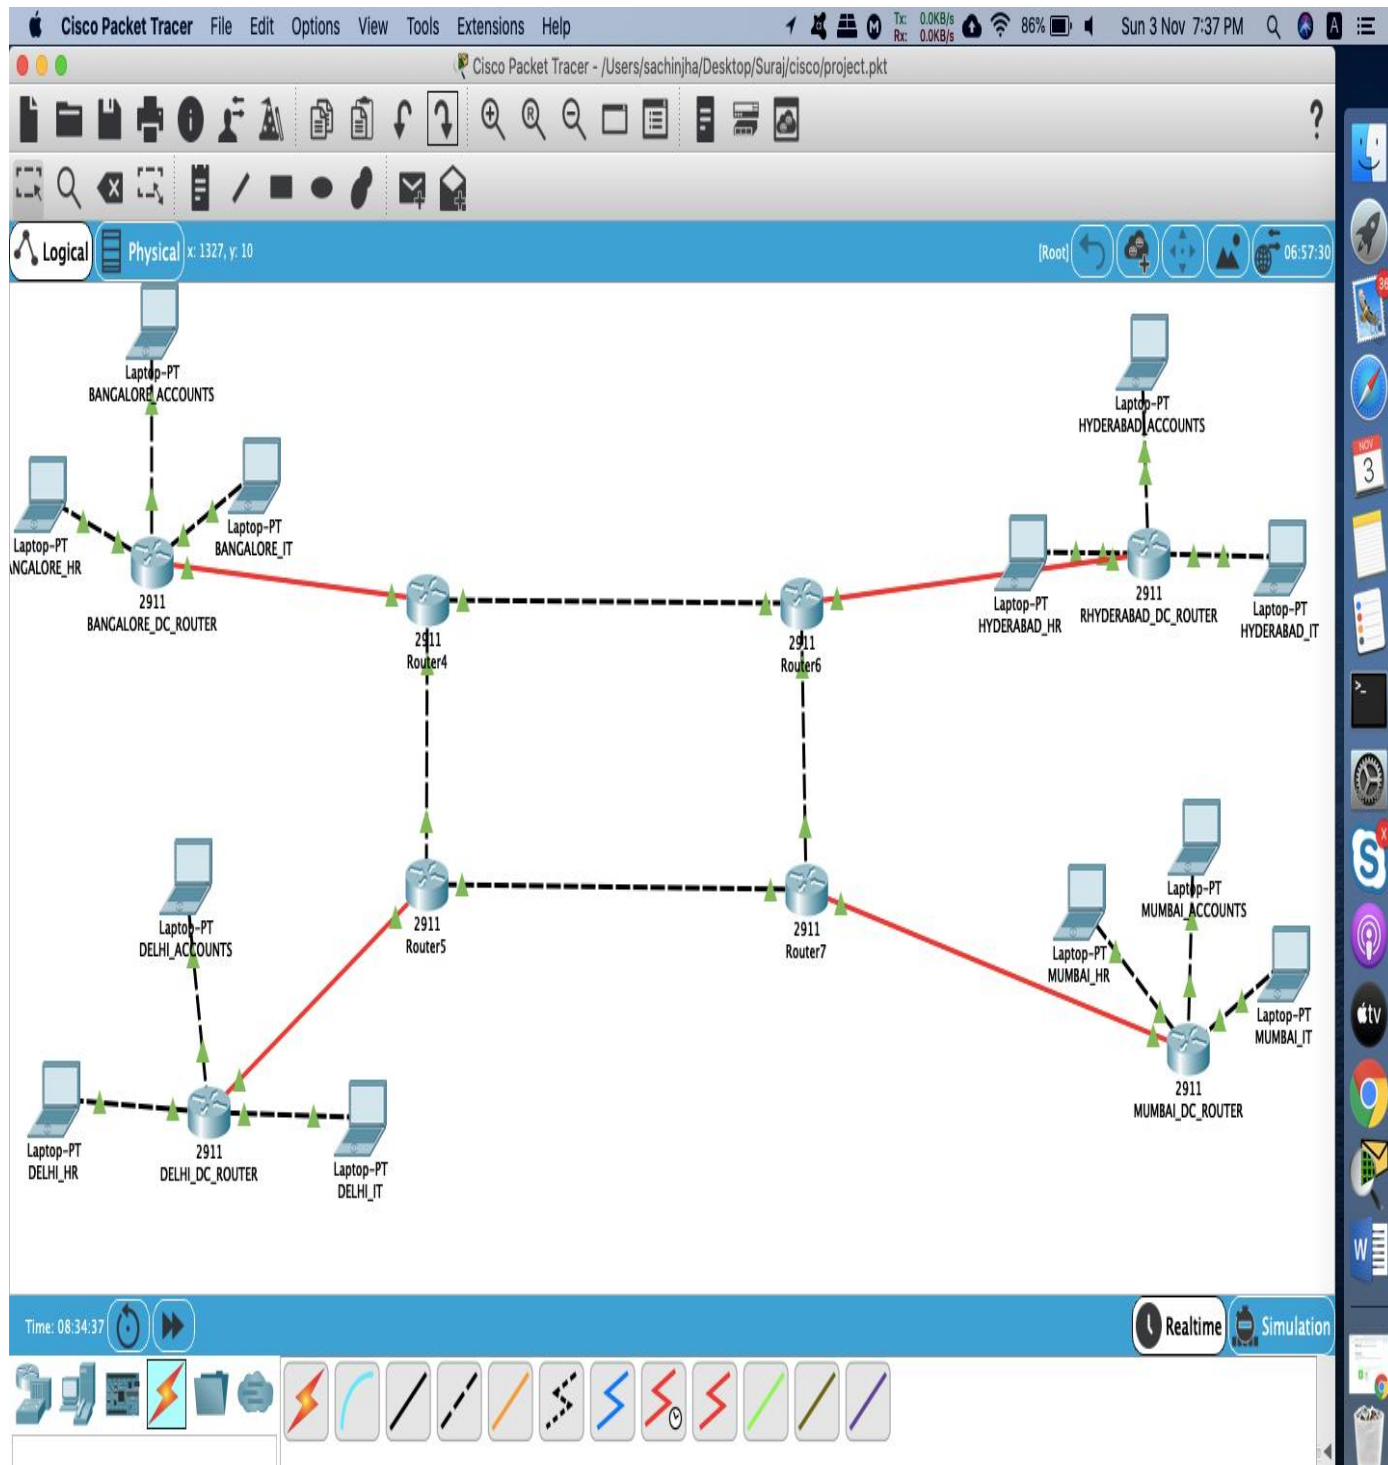 Cisco Packet Tracer File Edit Options View Tools Extensions Help Tx: 0.0KB/s Rx: 0.0KB/s 86% Sun 3 Nov 7:37 PM A
Cisco Packet Tracer - /Users/sachinjha/Desktop/Suraj/cisco/project.pkt
?
Logical Physical x: 1327, y: 10 [Root] 06:57:30
Laptop-PT
BANGALORE_ACCOUNTS
Laptop-PT
HYDERABAD_ACCOUNTS
Laptop-PT
BANGALORE_IT
Laptop-PT
NGALORE_HR
2911
BANGALORE_DC_ROUTER
2911
Router4
2911
Router6
Laptop-PT
HYDERABAD_HR
2911
RHYDERABAD_DC_ROUTER
Laptop-PT
HYDERABAD_IT
Laptop-PT
DELHI_ACCOUNTS
2911
Router5
2911
Router7
Laptop-PT
MUMBAI_ACCOUNTS
Laptop-PT
MUMBAI_HR
Laptop-PT
MUMBAI_IT
2911
MUMBAI_DC_ROUTER
Laptop-PT
DELHI_HR
2911
DELHI_DC_ROUTER
Laptop-PT
DELHI_IT
Time: 08:34:37 Realtime Simulation
NOV
3
tv
W